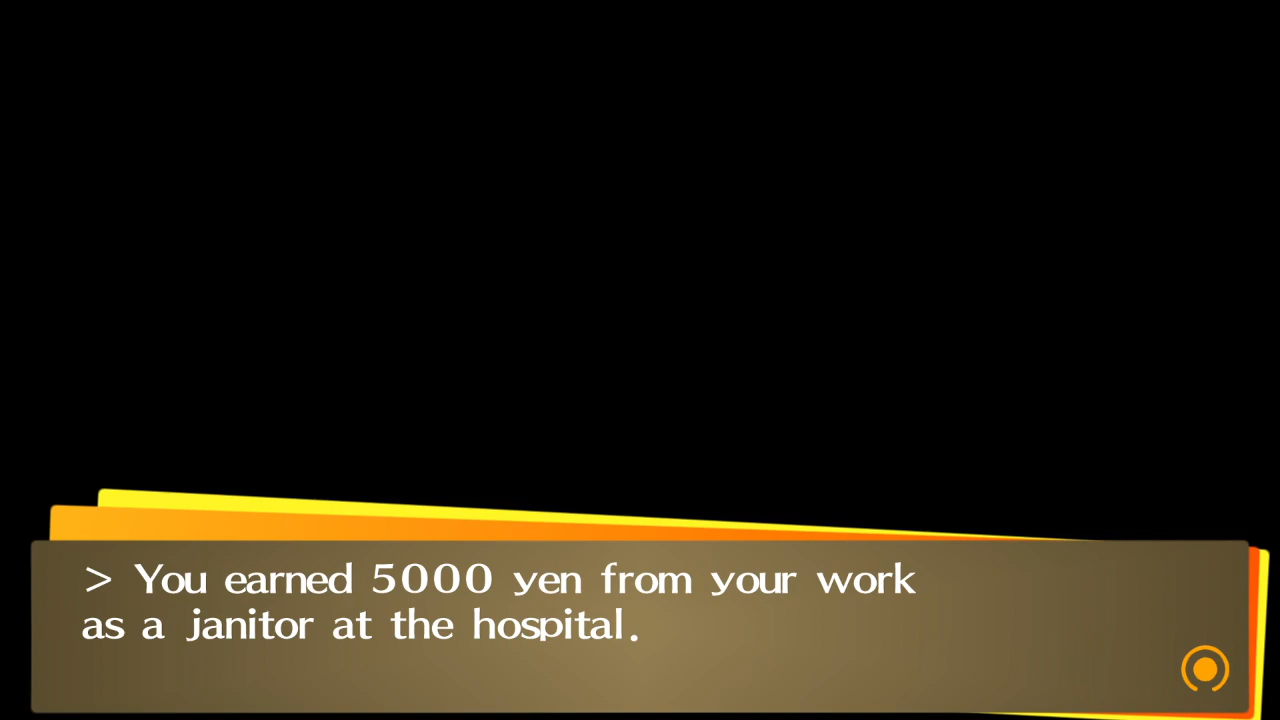 > You earned 5000 yen from your work
as a janitor at the hospital.